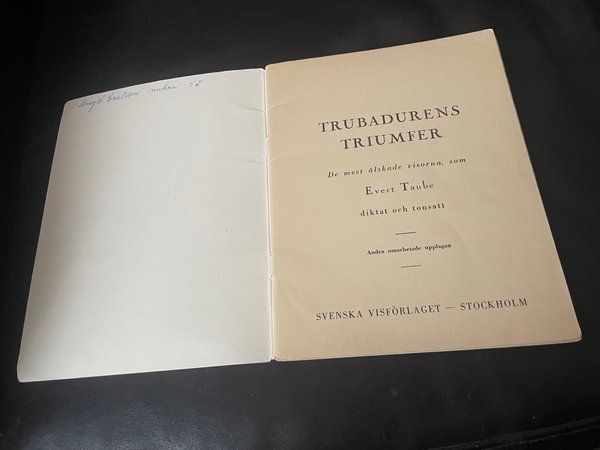 TRUBADURENS
TRIUMFER
De mest älskade visorna, som
Evert Taube
diktat och tonsatt
Andra omarbetade upplagan
SVENSKA VISFÖRLAGET — STOCKHOLM